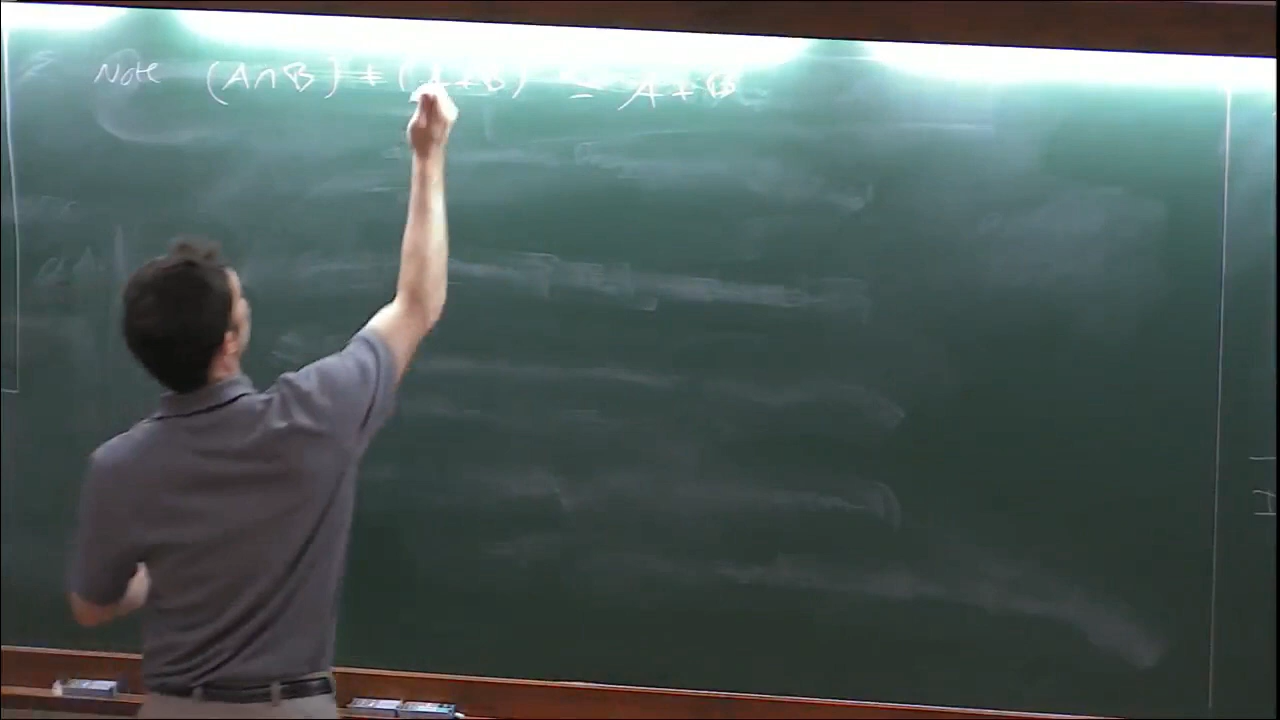 Note (A∩B) + (A+B) ⊆ A+B